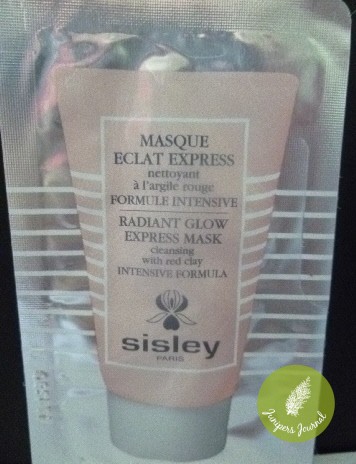 MASQUE
ECLAT EXPRESS
nettoyant
à l'argile rouge
FORMULE INTENSIVE
RADIANT GLOW
EXPRESS MASK
cleansing
with red clay
INTENSIVE FORMULA
sisley
PARIS
Junipers Journal